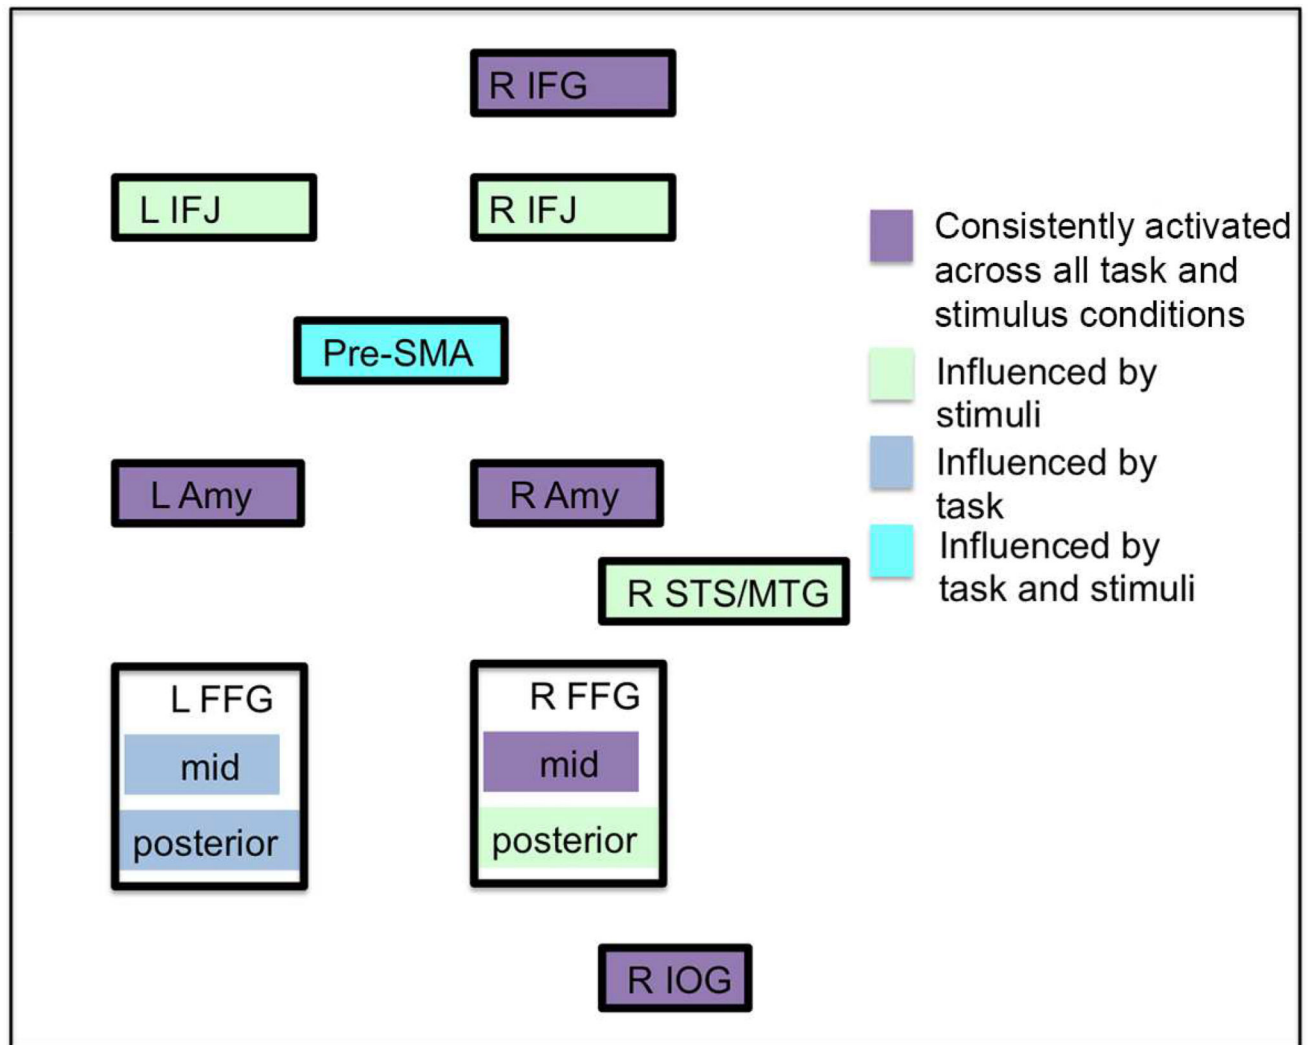 R IFG
L IFJ
R IFJ
Pre-SMA
L Amy
R Amy
R STS/MTG
L FFG
mid
posterior
R FFG
mid
posterior
R IOG
Consistently activated
across all task and
stimulus conditions
Influenced by
stimuli
Influenced by
task
Influenced by
task and stimuli